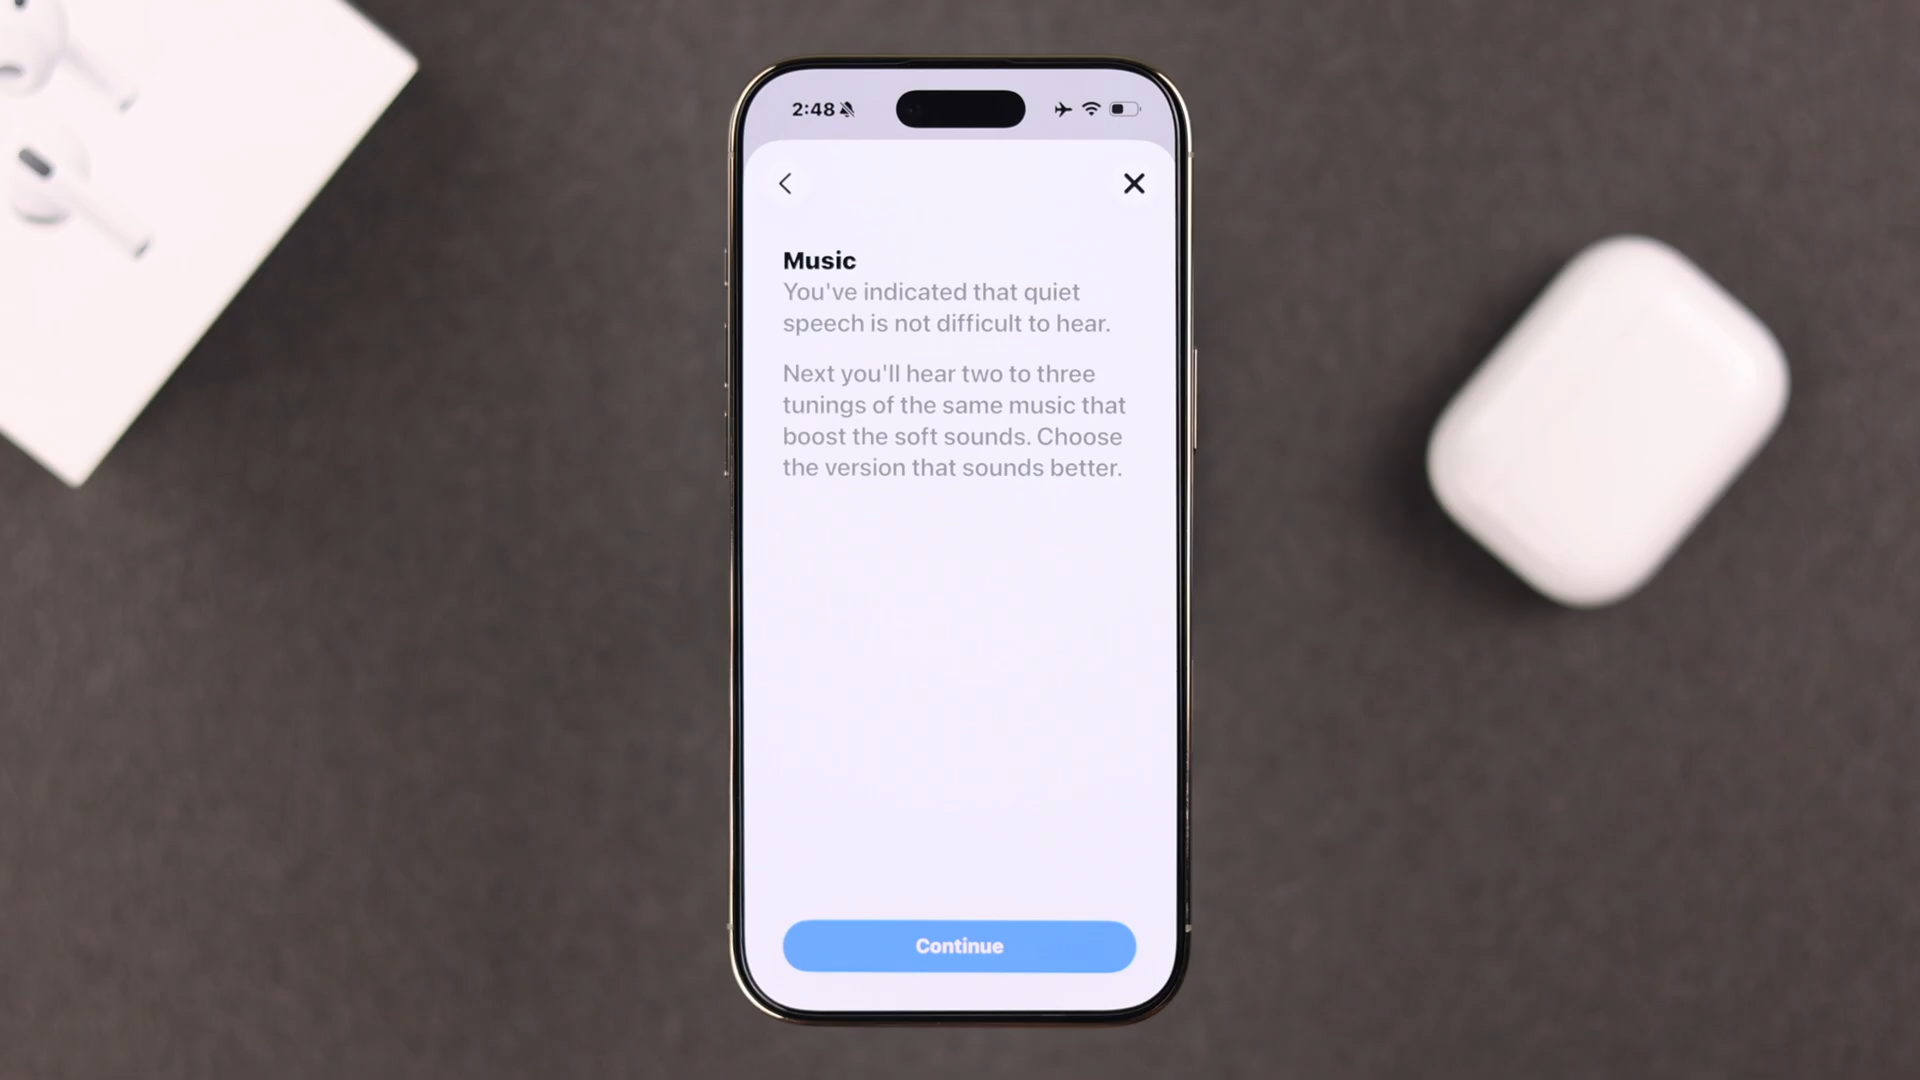 2:48
Music
You've indicated that quiet
speech is not difficult to hear.
Next you'll hear two to three
tunings of the same music that
boost the soft sounds. Choose
the version that sounds better.
Continue